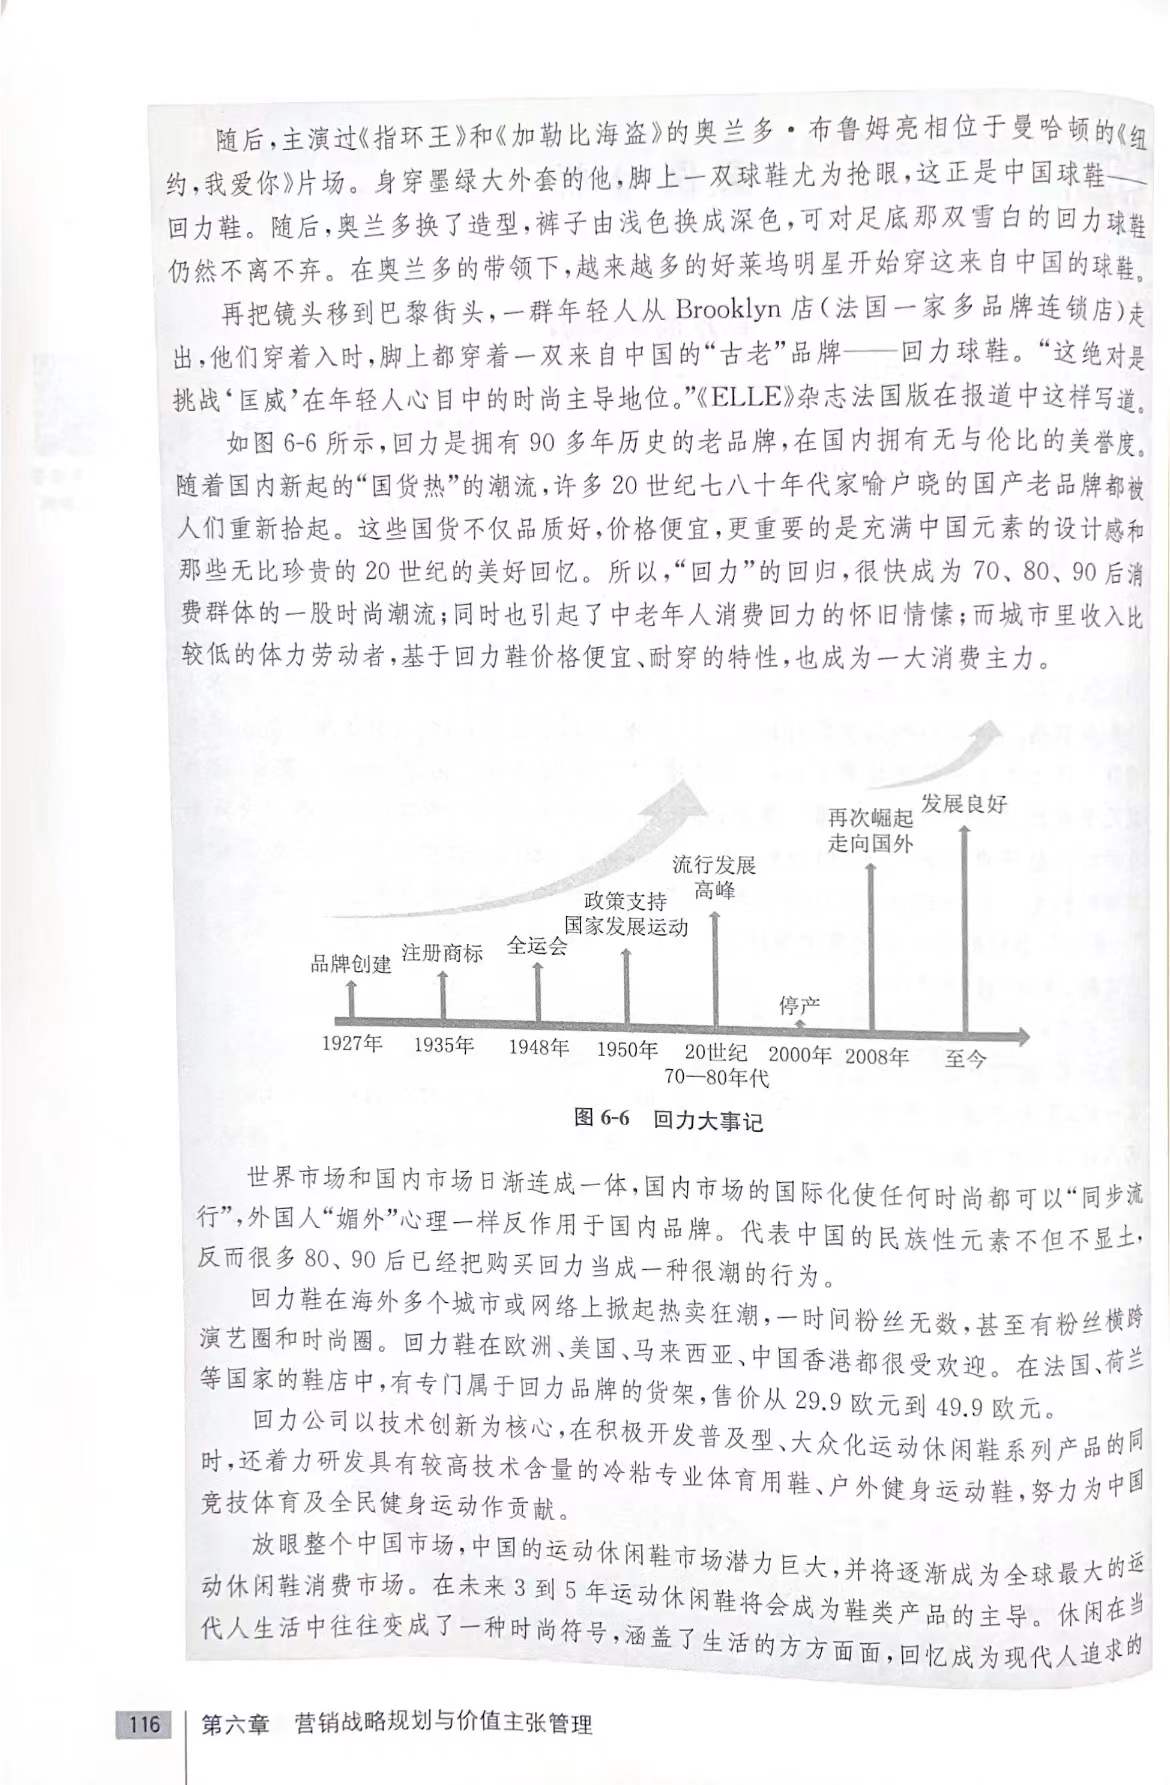 随后,主演过《指环王》和《加勒比海盗》的奥兰多·布鲁姆亮相位于曼哈顿的《纽
约,我爱你》片场。身穿墨绿大外套的他,脚上一双球鞋尤为抢眼,这正是中国球鞋——
回力鞋。随后,奥兰多换了造型,裤子由浅色换成深色,可对足底那双雪白的回力球鞋
仍然不离不弃。在奥兰多的带领下,越来越多的好莱坞明星开始穿这来自中国的球鞋。
再把镜头移到巴黎街头,一群年轻人从 Brooklyn 店(法国一家多品牌连锁店)走
出,他们穿着入时,脚上都穿着一双来自中国的“古老”品牌——回力球鞋。“这绝对是
挑战‘匡威’在年轻人心目中的时尚主导地位。”《ELLE》杂志法国版在报道中这样写道。
如图 6-6 所示,回力是拥有 90 多年历史的老品牌,在国内拥有无与伦比的美誉度。
随着国内新起的“国货热”的潮流,许多 20 世纪七八十年代家喻户晓的国产老品牌都被
人们重新拾起。这些国货不仅品质好,价格便宜,更重要的是充满中国元素的设计感和
那些无比珍贵的 20 世纪的美好回忆。所以,“回力”的回归,很快成为 70、80、90 后消
费群体的一股时尚潮流;同时也引起了中老年人消费回力的怀旧情愫;而城市里收入比
较低的体力劳动者,基于回力鞋价格便宜、耐穿的特性,也成为一大消费主力。
品牌创建
注册商标
全运会
政策支持
国家发展运动
流行发展
高峰
停产
再次崛起
走向国外
发展良好
1927年 1935年 1948年 1950年 20世纪 2000年 2008年 至今
70—80年代
图 6-6 回力大事记
世界市场和国内市场日渐连成一体,国内市场的国际化使任何时尚都可以“同步流
行”,外国人“媚外”心理一样反作用于国内品牌。代表中国的民族性元素不但不显土,
反而很多 80、90 后已经把购买回力当成一种很潮的行为。
回力鞋在海外多个城市或网络上掀起热卖狂潮,一时间粉丝无数,甚至有粉丝横跨
演艺圈和时尚圈。回力鞋在欧洲、美国、马来西亚、中国香港都很受欢迎。在法国、荷兰
等国家的鞋店中,有专门属于回力品牌的货架,售价从 29.9 欧元到 49.9 欧元。
回力公司以技术创新为核心,在积极开发普及型、大众化运动休闲鞋系列产品的同
时,还着力研发具有较高技术含量的冷粘专业体育用鞋、户外健身运动鞋,努力为中国
竞技体育及全民健身运动作贡献。
放眼整个中国市场,中国的运动休闲鞋市场潜力巨大,并将逐渐成为全球最大的运
动休闲鞋消费市场。在未来 3 到 5 年运动休闲鞋将会成为鞋类产品的主导。休闲在当
代人生活中往往变成了一种时尚符号,涵盖了生活的方方面面,回忆成为现代人追求的
116 第六章 营销战略规划与价值主张管理